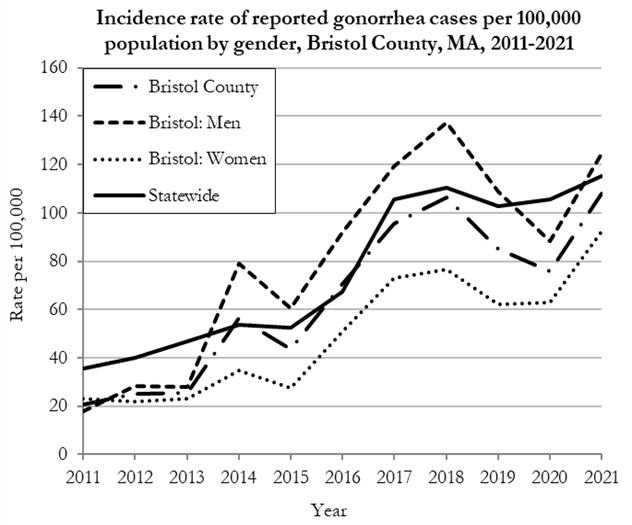 Incidence rate of reported gonorrhea cases per 100,000
population by gender, Bristol County, MA, 2011-2021
160
140
120
100
80
60
40
20
0
Rate per 100,000
Bristol County
Bristol: Men
Bristol: Women
Statewide
2011 2012 2013 2014 2015 2016 2017 2018 2019 2020 2021
Year